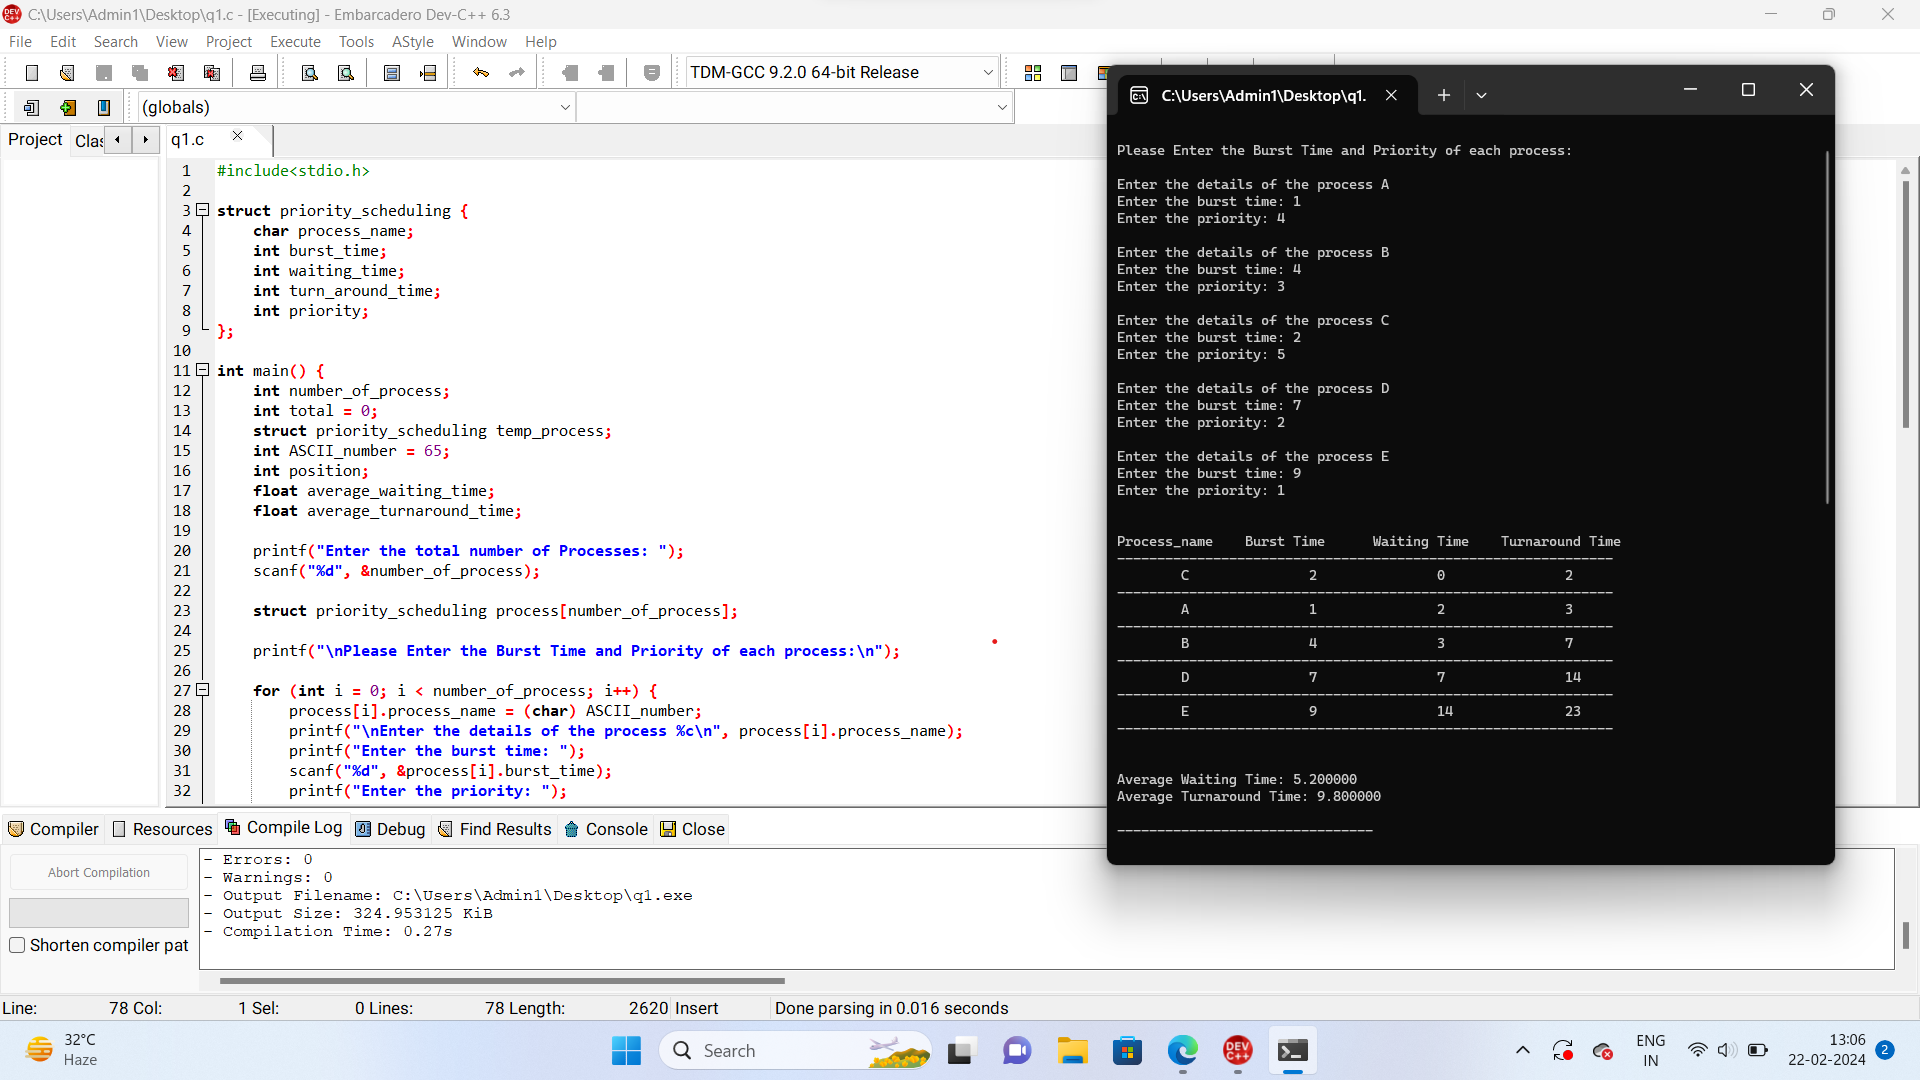 C:\Users\Admin1\Desktop\q1.c - [Executing] - Embarcadero Dev-C++ 6.3
File Edit Search View Project Execute Tools AStyle Window Help
TDM-GCC 9.2.0 64-bit Release
(globals)
Project Clas q1.c
1 #include<stdio.h>
2
3 struct priority_scheduling {
4 char process_name;
5 int burst_time;
6 int waiting_time;
7 int turn_around_time;
8 int priority;
9 };
10
11 int main() {
12 int number_of_process;
13 int total = 0;
14 struct priority_scheduling temp_process;
15 int ASCII_number = 65;
16 int position;
17 float average_waiting_time;
18 float average_turnaround_time;
19
20 printf("Enter the total number of Processes: ");
21 scanf("%d", &number_of_process);
22
23 struct priority_scheduling process[number_of_process];
24
25 printf("\nPlease Enter the Burst Time and Priority of each process:\n");
26
27 for (int i = 0; i < number_of_process; i++) {
28 process[i].process_name = (char) ASCII_number;
29 printf("\nEnter the details of the process %c\n", process[i].process_name);
30 printf("Enter the burst time: ");
31 scanf("%d", &process[i].burst_time);
32 printf("Enter the priority: ");
C:\Users\Admin1\Desktop\q1.
Please Enter the Burst Time and Priority of each process:
Enter the details of the process A
Enter the burst time: 1
Enter the priority: 4
Enter the details of the process B
Enter the burst time: 4
Enter the priority: 3
Enter the details of the process C
Enter the burst time: 2
Enter the priority: 5
Enter the details of the process D
Enter the burst time: 7
Enter the priority: 2
Enter the details of the process E
Enter the burst time: 9
Enter the priority: 1
Process_name Burst Time Waiting Time Turnaround Time
C 2 0 2
A 1 2 3
B 4 3 7
D 7 7 14
E 9 14 23
Average Waiting Time: 5.200000
Average Turnaround Time: 9.800000
Compiler Resources Compile Log Debug Find Results Console Close
Abort Compilation
Shorten compiler pat
- Errors: 0
- Warnings: 0
- Output Filename: C:\Users\Admin1\Desktop\q1.exe
- Output Size: 324.953125 KiB
- Compilation Time: 0.27s
Line: 78 Col: 1 Sel: 0 Lines: 78 Length: 2620 Insert Done parsing in 0.016 seconds
32°C
Haze
Search
DEV C++
ENG
IN
13:06
22-02-2024
2